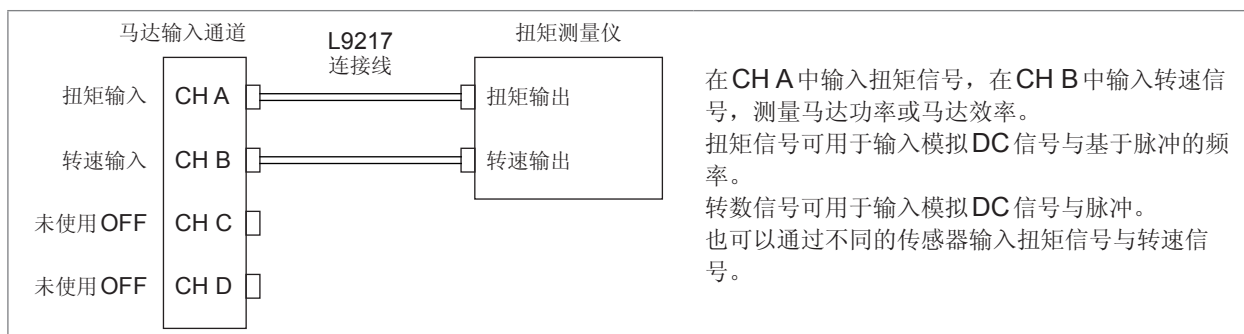 马达输入通道
L9217
连接线
扭矩测量仪
扭矩输入
CH A
扭矩输出
转速输入
CH B
转速输出
未使用OFF
CH C
未使用OFF
CH D
在CH A中输入扭矩信号，在CH B中输入转速信
号，测量马达功率或马达效率。
扭矩信号可用于输入模拟DC信号与基于脉冲的频
率。
转数信号可用于输入模拟DC信号与脉冲。
也可以通过不同的传感器输入扭矩信号与转速信
号。